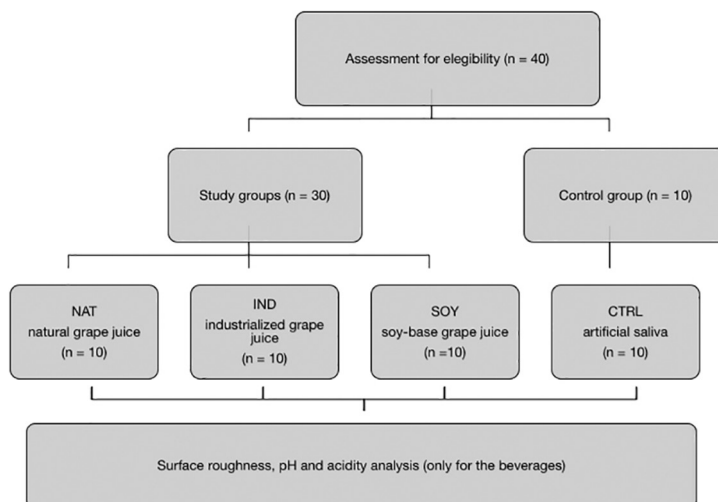 Assessment for elegibility (n = 40)
Study groups (n = 30)
Control group (n = 10)
NAT
natural grape juice
(n = 10)
IND
industrialized grape
juice
(n = 10)
SOY
soy-base grape juice
(n =10)
CTRL
artificial saliva
(n = 10)
Surface roughness, pH and acidity analysis (only for the beverages)